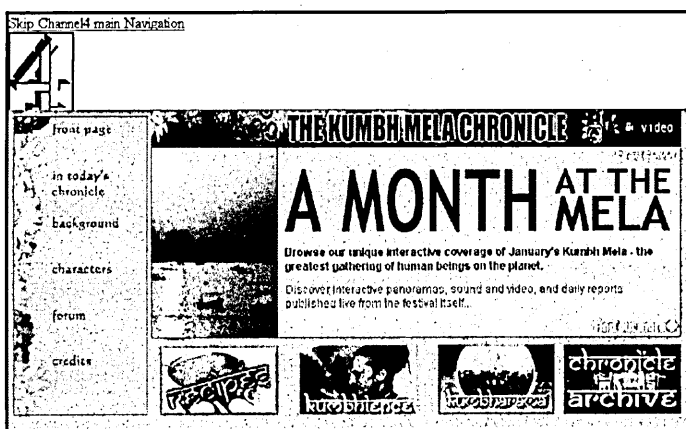 Skip Channel4 main Navigation
front page
in today's
chronicle
background
characters
forum
credits
THE KUMBH MELA CHRONICLE
& video
A MONTH AT THE
MELA
Browse our unique interactive coverage of January's Kumbh Mela - the
greatest gathering of human beings on the planet.
Discover interactive panoramas, sound and video, and daily reports
published live from the festival itself...
recipes
kumbhience
chronicle
archive